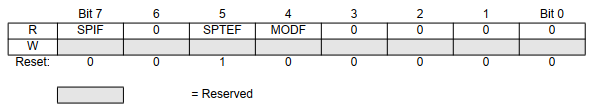 Bit 7 6 5 4 3 2 1 Bit 0
R SPIF 0 SPTEF MODF 0 0 0 0
W
Reset: 0 0 1 0 0 0 0 0
= Reserved